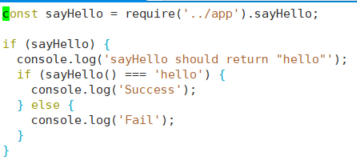 const sayHello = require('../app').sayHello;

if (sayHello) {
  console.log('sayHello should return "hello"');
  if (sayHello() === 'hello') {
    console.log('Success');
  } else {
    console.log('Fail');
  }
}